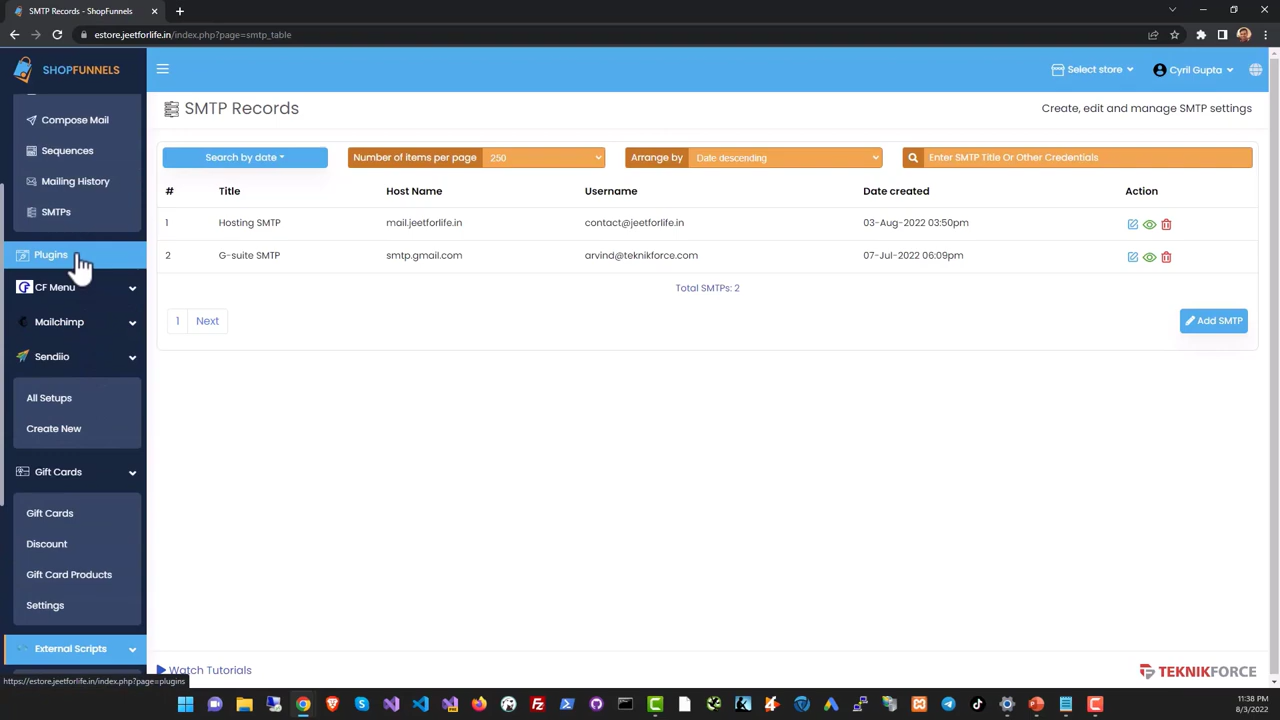 SMTP Records - ShopFunnels
estore.jeetforlife.in/index.php?page=smtp_table
SHOPFUNNELS
Select store
Cyril Gupta
SMTP Records
Create, edit and manage SMTP settings
Compose Mail
Sequences
Mailing History
SMTPs
Plugins
CF Menu
Mailchimp
Sendiio
All Setups
Create New
Gift Cards
Gift Cards
Discount
Gift Card Products
Settings
External Scripts
Search by date
Number of items per page 250
Arrange by Date descending
Enter SMTP Title Or Other Credentials
# Title Host Name Username Date created Action
1 Hosting SMTP mail.jeetforlife.in contact@jeetforlife.in 03-Aug-2022 03:50pm
2 G-suite SMTP smtp.gmail.com arvind@teknikforce.com 07-Jul-2022 06:09pm
Total SMTPs: 2
1 Next
Add SMTP
Watch Tutorials
TEKNIKFORCE
https://estore.jeetforlife.in/index.php?page=plugins
11:38 PM
8/3/2022